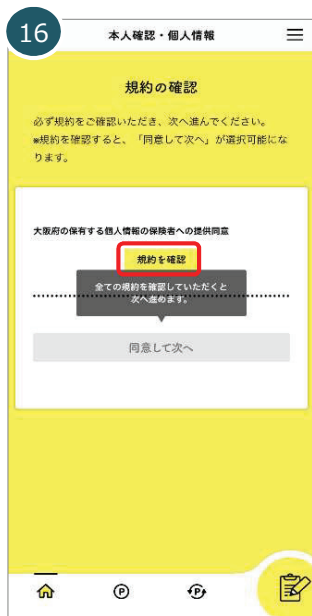 16
本人確認・個人情報
規約の確認
必ず規約をご確認いただき、次へ進んでください。
※規約を確認すると、「同意して次へ」が選択可能にな
ります。
大阪府の保有する個人情報の保険者への提供同意
規約を確認
全ての規約を確認していただくと
次へ進めます。
同意して次へ
P
P